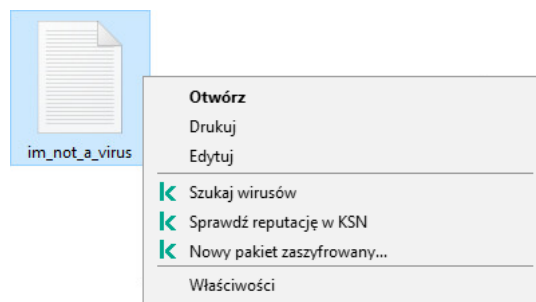 im_not_a_virus
Otwórz
Drukuj
Edytuj
Szukaj wirusów
Sprawdź reputację w KSN
Nowy pakiet zaszyfrowany...
Właściwości